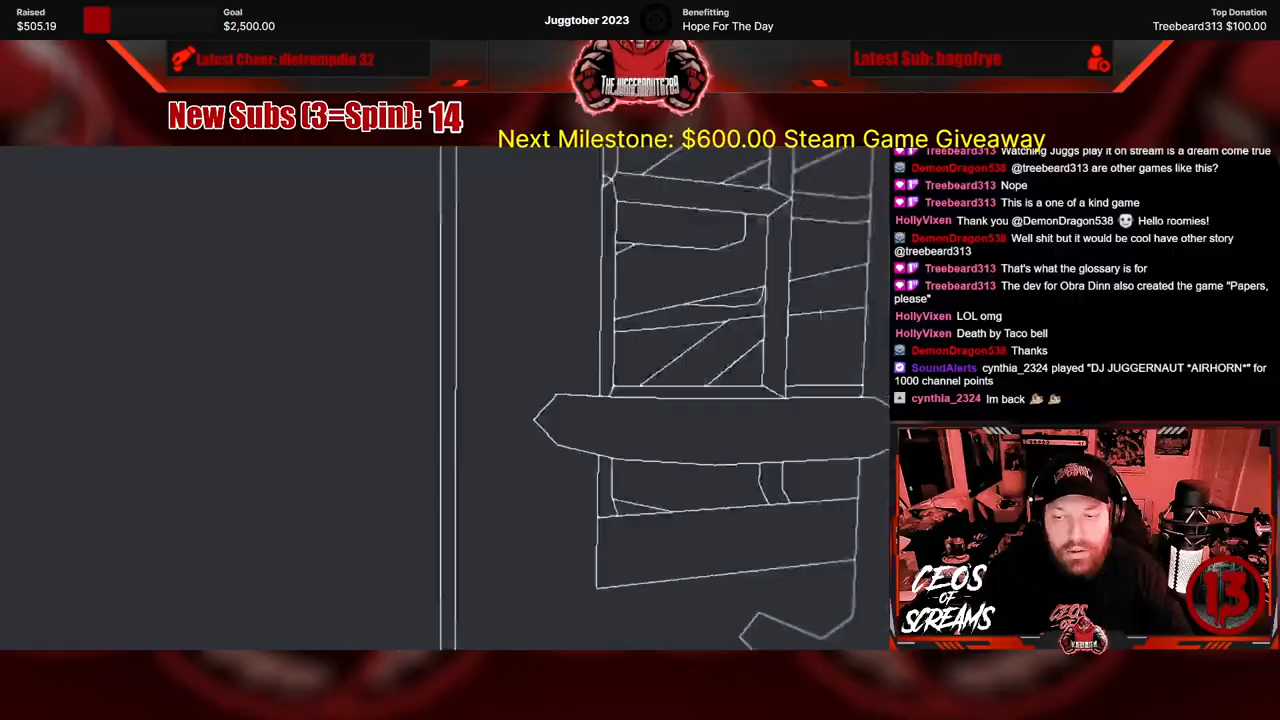 Raised
$505.19
Goal
$2,500.00
Juggtober 2023
Benefitting
Hope For The Day
Top Donation
Treebeard313 $100.00
Latest Cheer: dietrampdio 32
THEJUGGERNAUT6789
Latest Sub: bagofrye
New Subs (3=Spin): 14
Next Milestone: $600.00 Steam Game Giveaway
Treebeard313 Watching Juggs play it on stream is a dream come true
DemonDragon538 @treebeard313 are other games like this?
Treebeard313 Nope
Treebeard313 This is a one of a kind game
HollyVixen Thank you @DemonDragon538 Hello roomies!
DemonDragon538 Well shit but it would be cool have other story
@treebeard313
Treebeard313 That's what the glossary is for
Treebeard313 The dev for Obra Dinn also created the game "Papers,
please"
HollyVixen LOL omg
HollyVixen Death by Taco bell
DemonDragon538 Thanks
SoundAlerts cynthia_2324 played "DJ JUGGERNAUT *AIRHORN*" for
1000 channel points
cynthia_2324 Im back
CEOS
OF
SCREAMS
CEOS
OF
13